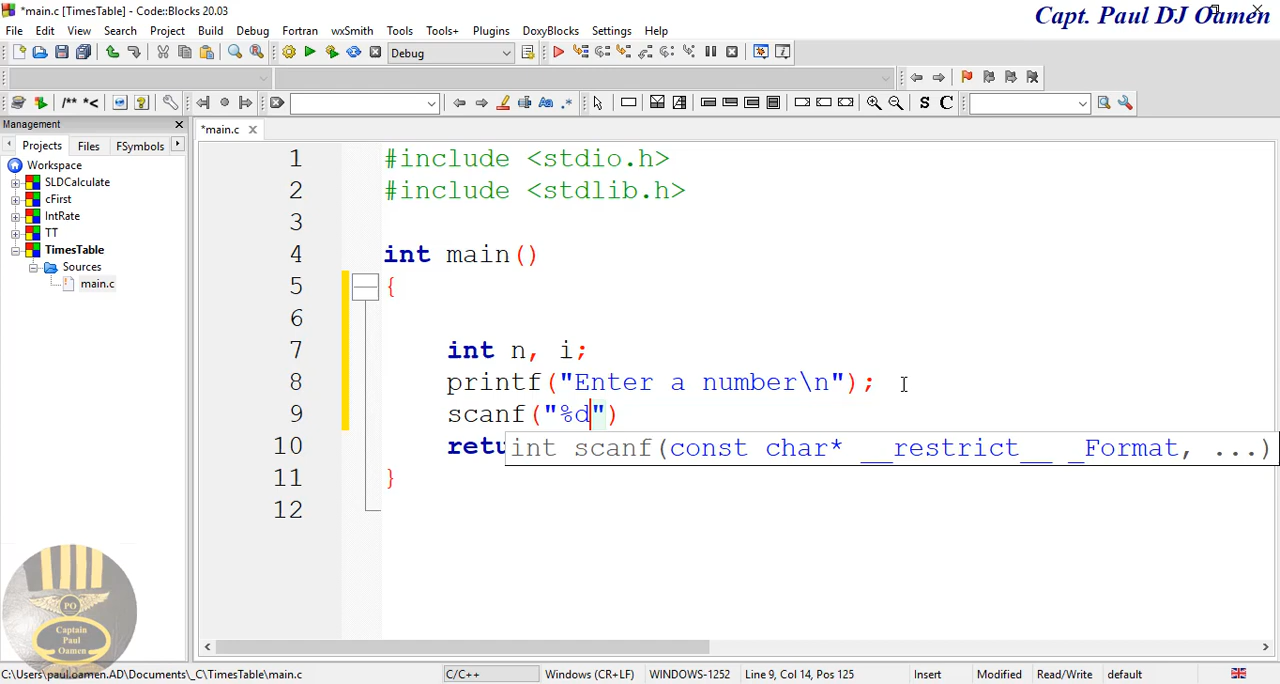 *main.c [TimesTable] - Code::Blocks 20.03
Capt. Paul DJ Oamen
File Edit View Search Project Build Debug Fortran wxSmith Tools Tools+ Plugins DoxyBlocks Settings Help
Debug
/** *<
S C
Management
*main.c
Projects Files FSymbols
Workspace
SLDCalculate
cFirst
IntRate
TT
TimesTable
Sources
main.c
1 #include <stdio.h>
2 #include <stdlib.h>
3
4 int main()
5 {
6
7 int n, i;
8 printf("Enter a number\n");
9 scanf("%d")
10 retu
int scanf(const char* __restrict__ _Format, ...)
11 }
12
PO
Captain
Paul
Oamen
C:\Users\paul.oamen.AD\Documents\_C\TimesTable\main.c C/C++ Windows (CR+LF) WINDOWS-1252 Line 9, Col 14, Pos 125 Insert Modified Read/Write default